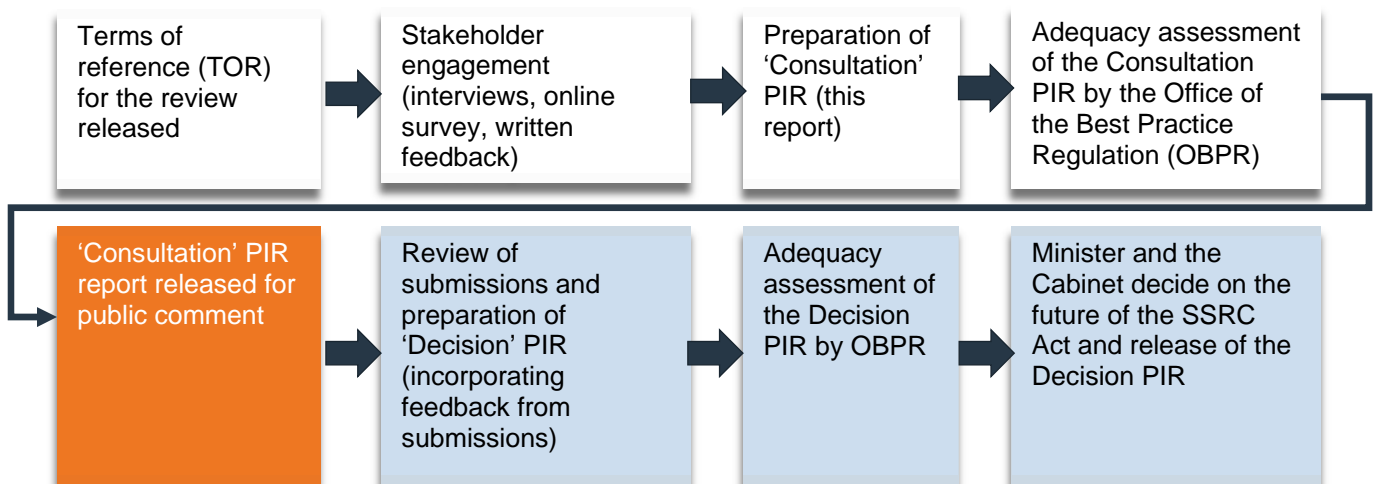 Terms of
reference (TOR)
for the review
released
Stakeholder
engagement
(interviews, online
survey, written
feedback)
Preparation of
‘Consultation’
PIR (this
report)
Adequacy assessment
of the Consultation
PIR by the Office of
the Best Practice
Regulation (OBPR)
‘Consultation’ PIR
report released for
public comment
Review of
submissions and
preparation of
‘Decision’ PIR
(incorporating
feedback from
submissions)
Adequacy
assessment of
the Decision
PIR by OBPR
Minister and the
Cabinet decide on the
future of the SSRC
Act and release of the
Decision PIR